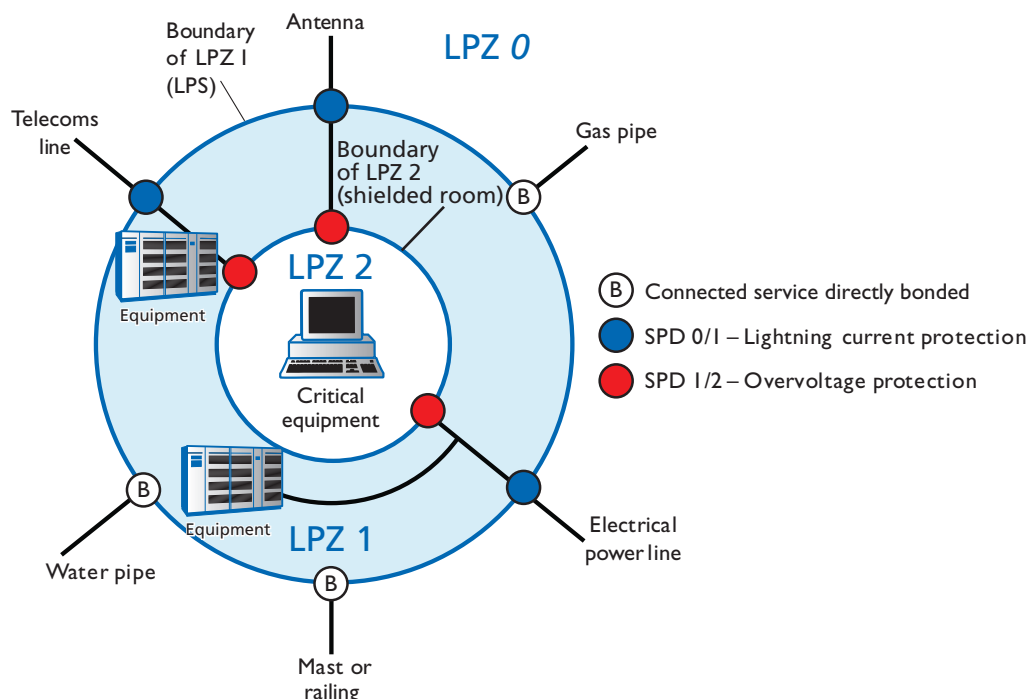 Antenna
LPZ 0
Boundary
of LPZ 1
(LPS)
Telecoms
line
Gas pipe
Boundary
of LPZ 2
(shielded room)
B
LPZ 2
Equipment
Critical
equipment
B Connected service directly bonded
SPD 0/1 – Lightning current protection
SPD 1/2 – Overvoltage protection
B
Equipment
LPZ 1
Electrical
power line
Water pipe
B
Mast or
railing